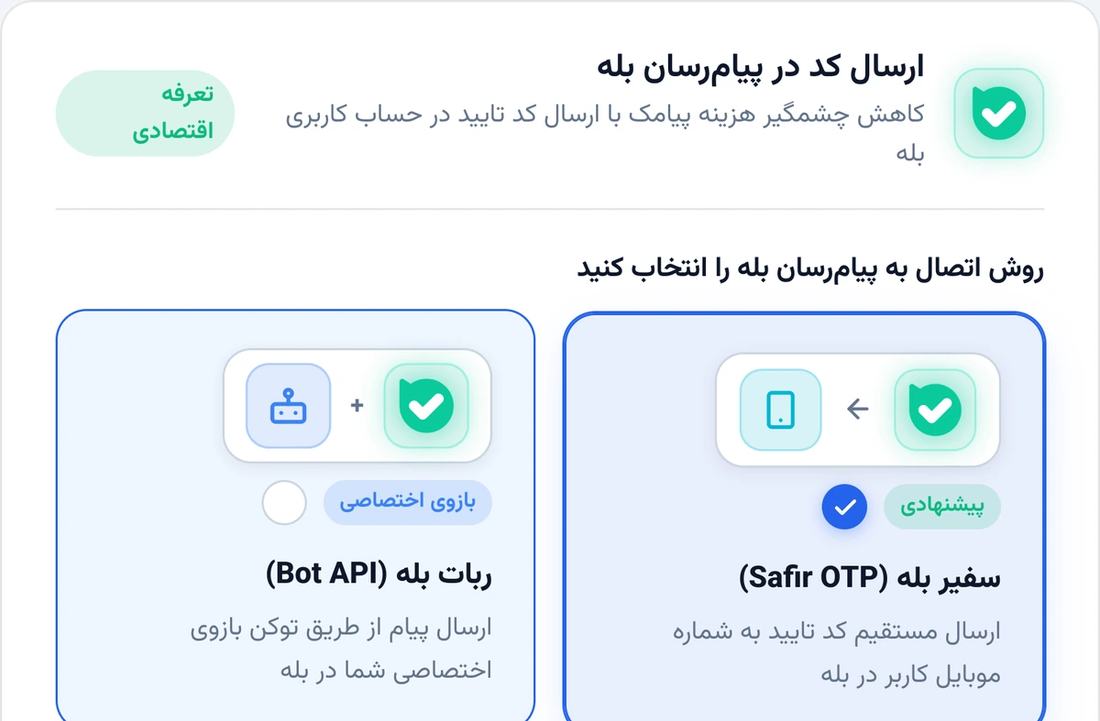 ارسال کد در پیام‌رسان بله
کاهش چشمگیر هزینه پیامک با ارسال کد تایید در حساب کاربری
بله
تعرفه
اقتصادی
روش اتصال به پیام‌رسان بله را انتخاب کنید
پیشنهادی
سفیر بله (Safir OTP)
ارسال مستقیم کد تایید به شماره
موبایل کاربر در بله
+
بازوی اختصاصی
ربات بله (Bot API)
ارسال پیام از طریق توکن بازوی
اختصاصی شما در بله